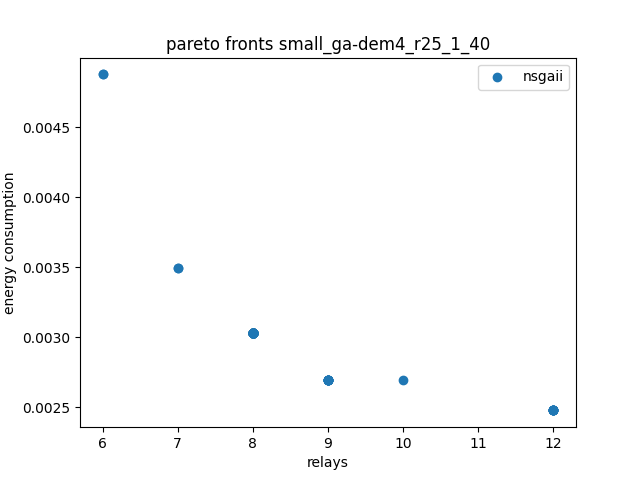 pareto fronts small_ga-dem4_r25_1_40
nsgaii
energy consumption
0.0045
0.0040
0.0035
0.0030
0.0025
6 7 8 9 10 11 12
relays